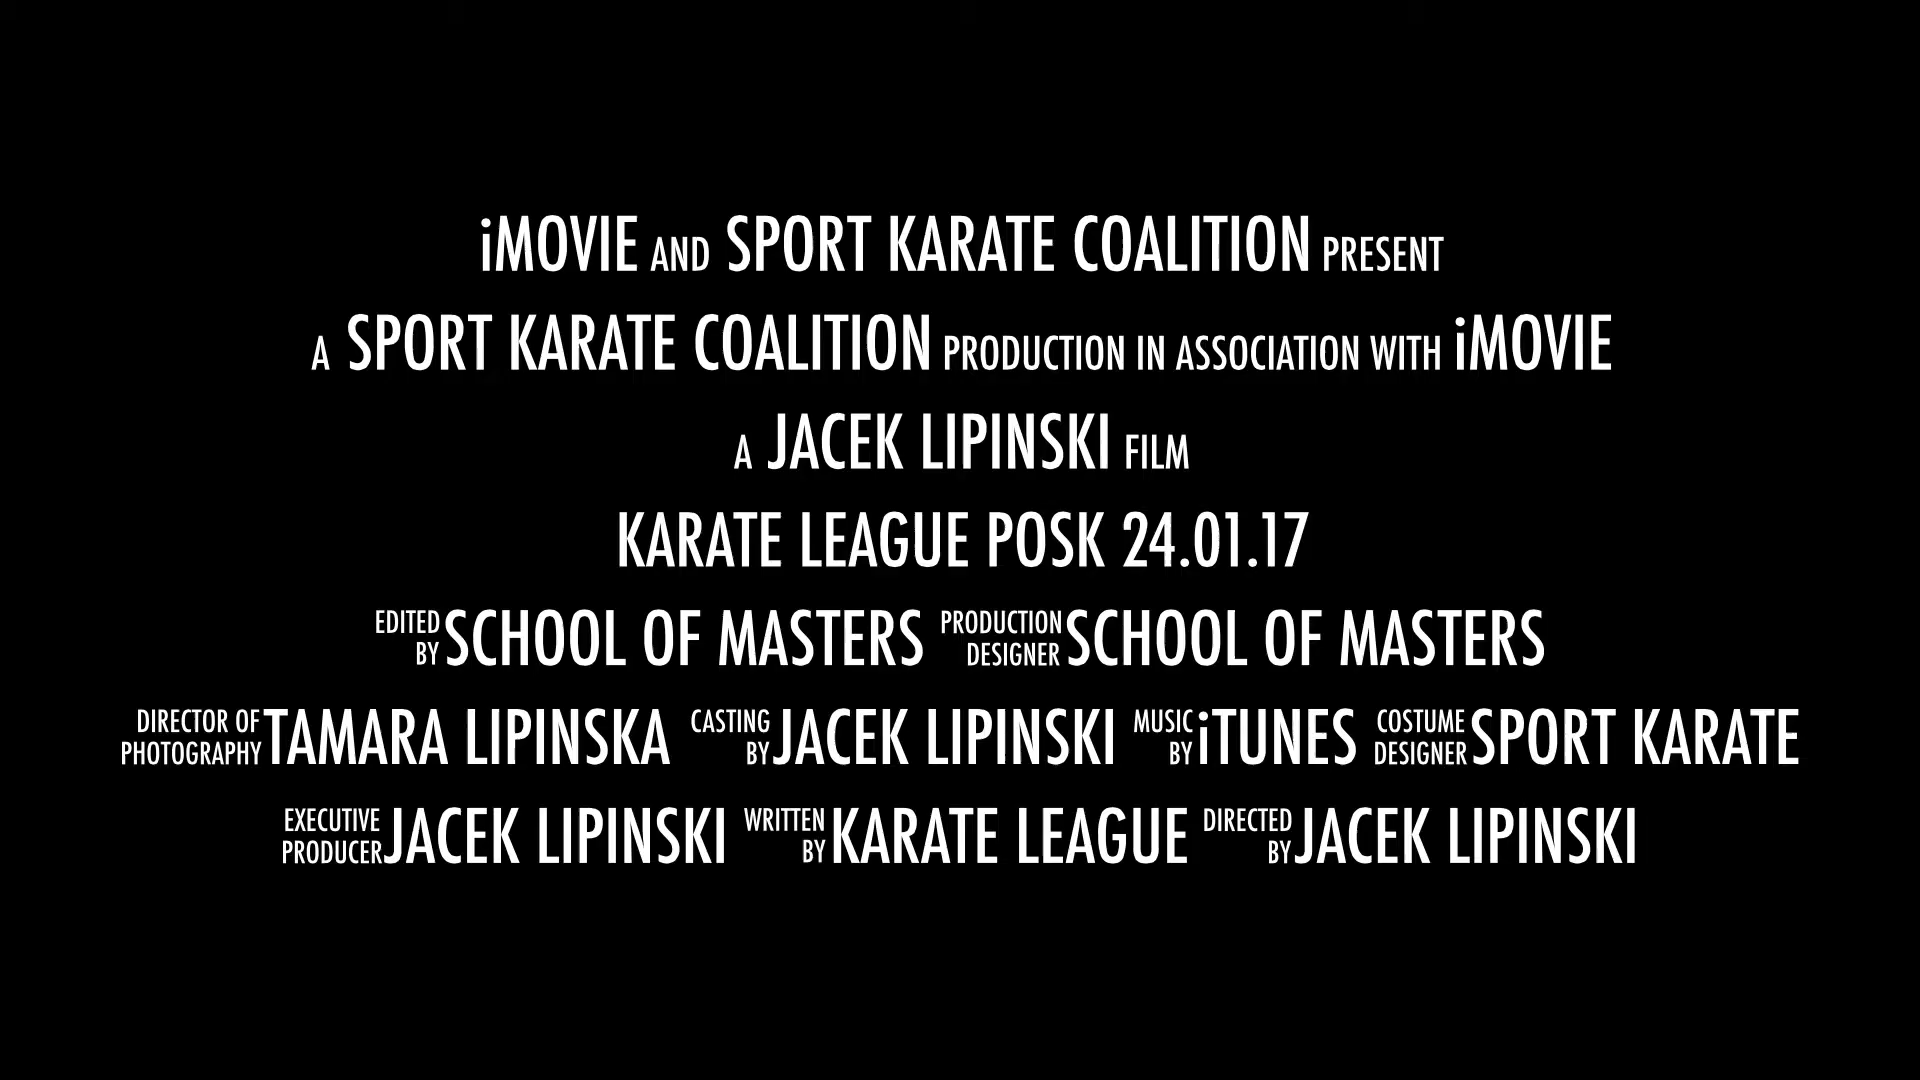 iMOVIE AND SPORT KARATE COALITION PRESENT
A SPORT KARATE COALITION PRODUCTION IN ASSOCIATION WITH iMOVIE
A JACEK LIPINSKI FILM
KARATE LEAGUE POSK 24.01.17
EDITED BY SCHOOL OF MASTERS PRODUCTION DESIGNER SCHOOL OF MASTERS
DIRECTOR OF PHOTOGRAPHY TAMARA LIPINSKA CASTING BY JACEK LIPINSKI MUSIC BY iTUNES COSTUME DESIGNER SPORT KARATE
EXECUTIVE PRODUCER JACEK LIPINSKI WRITTEN BY KARATE LEAGUE DIRECTED BY JACEK LIPINSKI